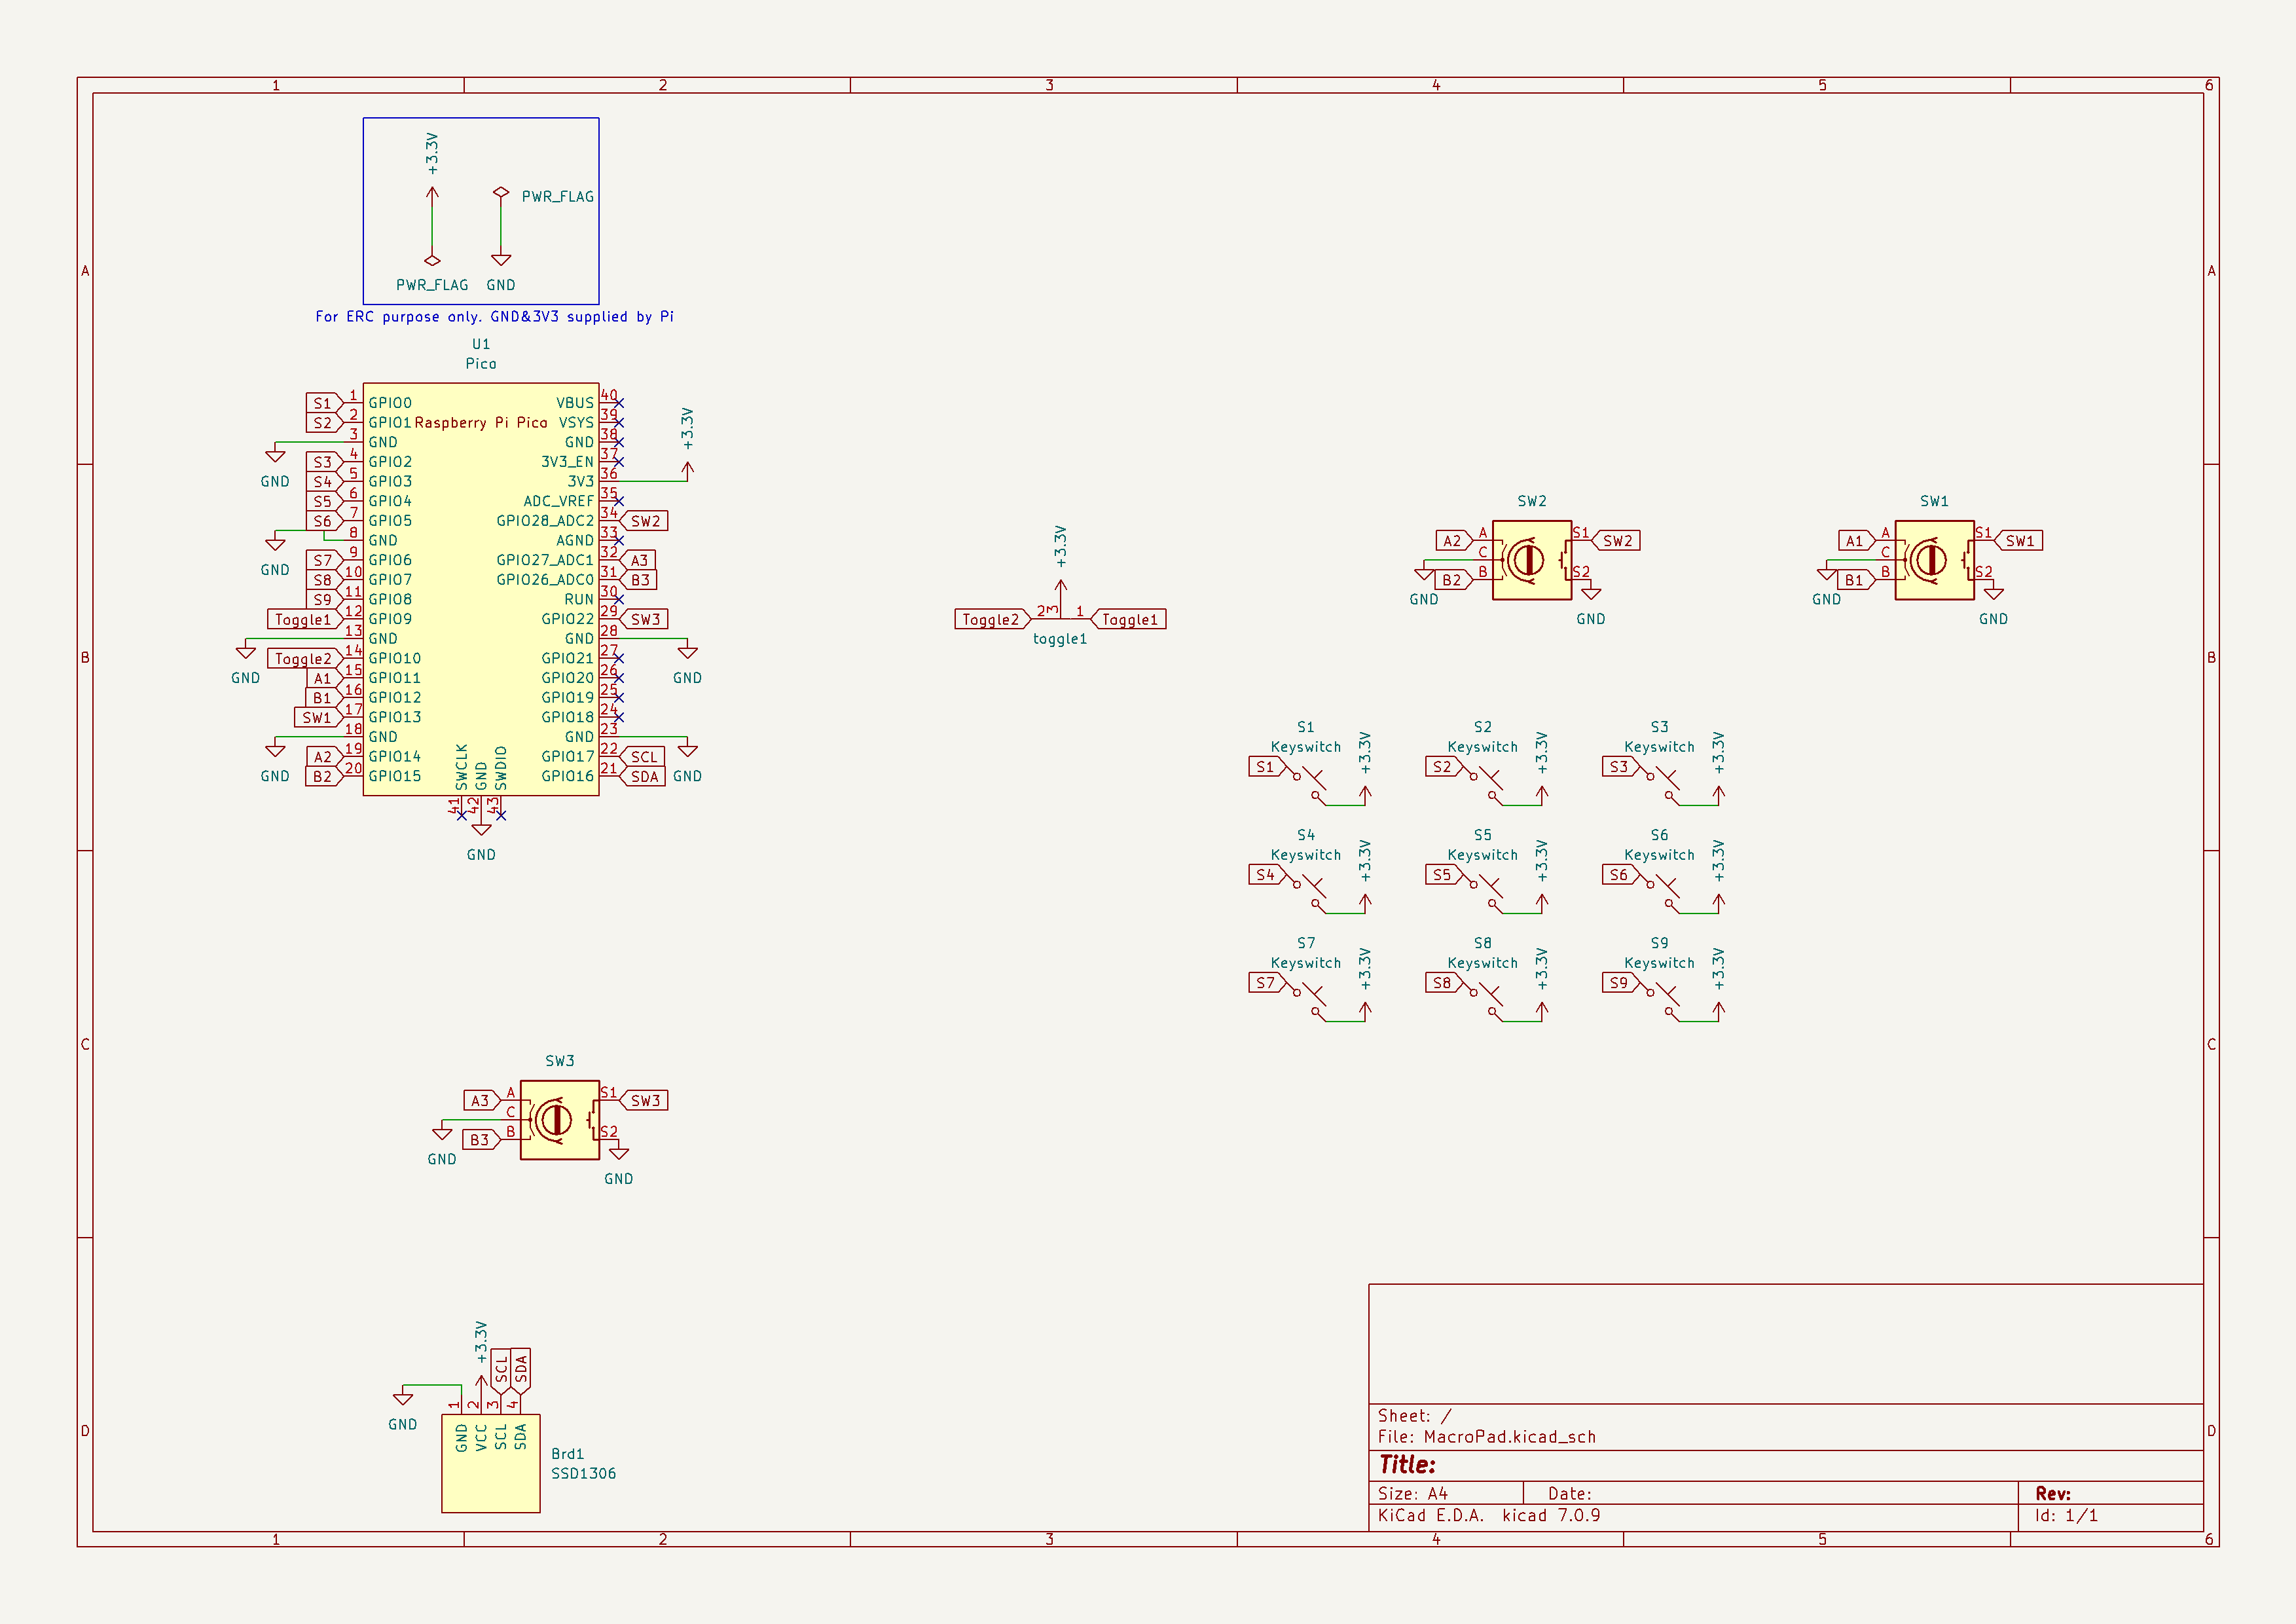 1 2 3 4 5 6
+3.3V
PWR_FLAG
PWR_FLAG GND
A A
For ERC purpose only. GND&3V3 supplied by Pi
U1
Pico
Raspberry Pi Pico
S1 1 GPIO0 VBUS 40
S2 2 GPIO1 VSYS 39
3 GND GND 38
S3 4 GPIO2 3V3_EN 37
S4 5 GPIO3 3V3 36
S5 6 GPIO4 ADC_VREF 35
S6 7 GPIO5 GPIO28_ADC2 34 SW2
8 GND AGND 33
S7 9 GPIO6 GPIO27_ADC1 32 A3
S8 10 GPIO7 GPIO26_ADC0 31 B3
S9 11 GPIO8 RUN 30
Toggle1 12 GPIO9 GPIO22 29 SW3
13 GND GND 28
Toggle2 14 GPIO10 GPIO21 27
A1 15 GPIO11 GPIO20 26
B1 16 GPIO12 GPIO19 25
SW1 17 GPIO13 GPIO18 24
18 GND GND 23
A2 19 GPIO14 GPIO17 22 SCL
B2 20 GPIO15 GPIO16 21 SDA
SWCLK GND SWDIO
41 42 43
GND
GND
GND
GND
GND
+3.3V
GND
GND
+3.3V
Toggle2 2 3 1 Toggle1
toggle1
SW2
A2 A S1 SW2
C
B2 B S2
GND
GND
SW1
A1 A S1 SW1
C
B1 B S2
GND
GND
B B
S1 S2 S3
Keyswitch Keyswitch Keyswitch
S1 +3.3V S2 +3.3V S3 +3.3V
S4 S5 S6
Keyswitch Keyswitch Keyswitch
S4 +3.3V S5 +3.3V S6 +3.3V
S7 S8 S9
Keyswitch Keyswitch Keyswitch
S7 +3.3V S8 +3.3V S9 +3.3V
C C
SW3
A3 A S1 SW3
C
B3 B S2
GND
GND
+3.3V SCL SDA
GND
1 2 3 4
GND VCC SCL SDA
Brd1
SSD1306
D D
Sheet: /
File: MacroPad.kicad_sch
Title:
Size: A4 Date: Rev:
KiCad E.D.A. kicad 7.0.9 Id: 1/1
1 2 3 4 5 6